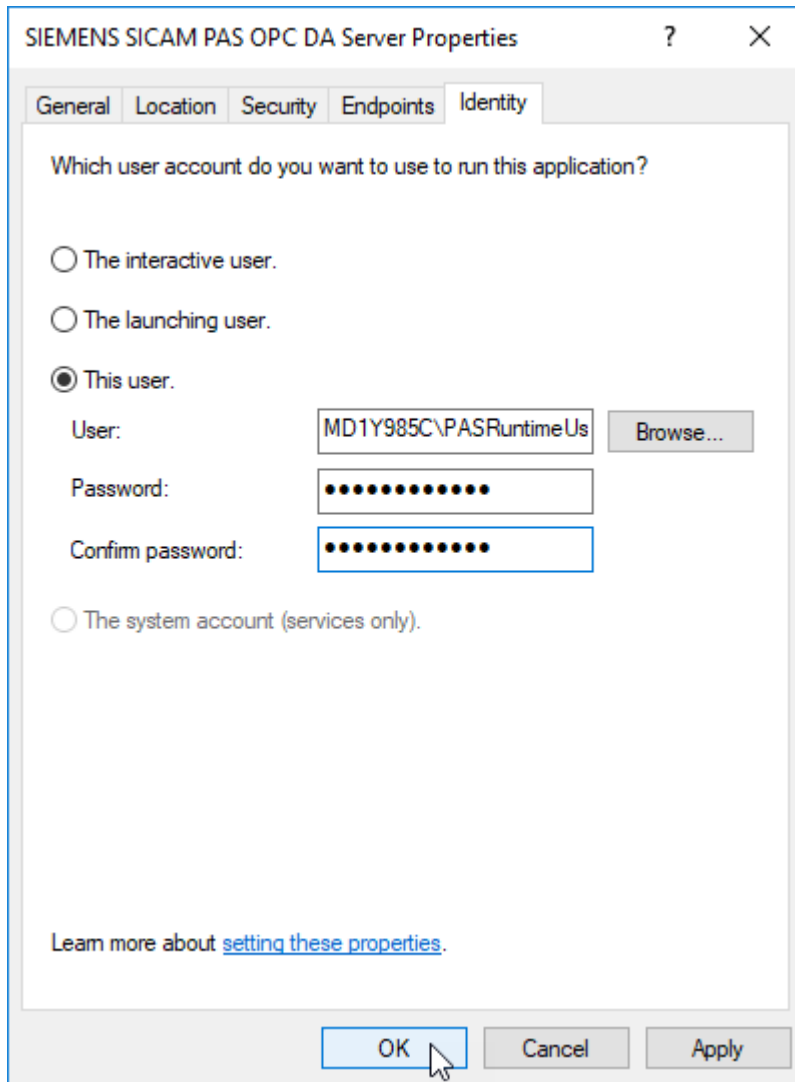 SIEMENS SICAM PAS OPC DA Server Properties ?
General Location Security Endpoints Identity
Which user account do you want to use to run this application?
The interactive user.
The launching user.
This user.
User: MD1Y985C\PASRuntimeUs Browse...
Password: ••••••••••••
Confirm password: ••••••••••••
The system account (services only).
Learn more about setting these properties.
OK Cancel Apply